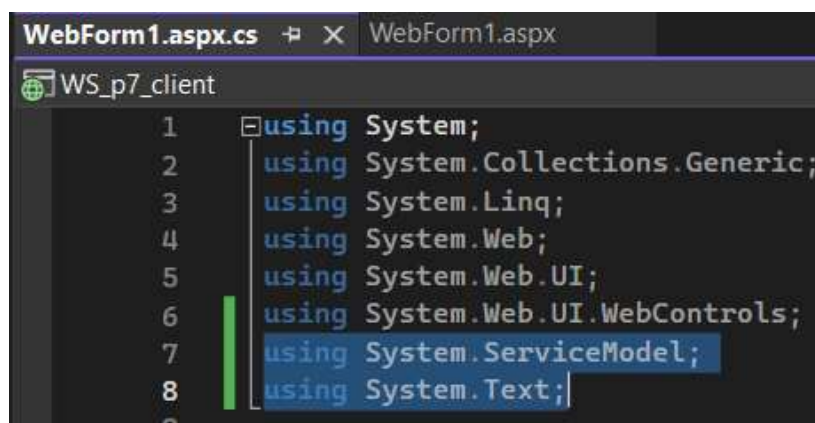 WebForm1.aspx.cs WebForm1.aspx
WS_p7_client
1 using System;
2 using System.Collections.Generic;
3 using System.Linq;
4 using System.Web;
5 using System.Web.UI;
6 using System.Web.UI.WebControls;
7 using System.ServiceModel;
8 using System.Text;